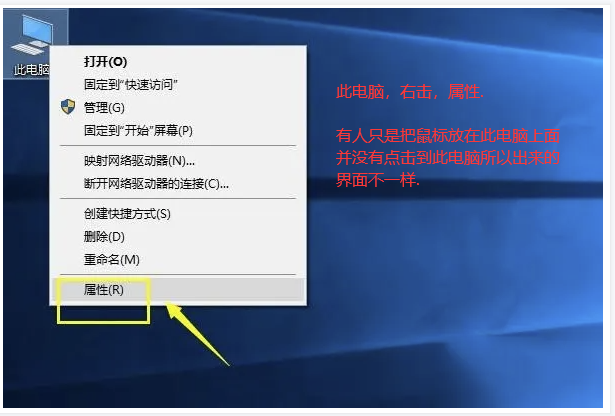 此电脑
打开(O)
固定到"快速访问"
管理(G)
固定到"开始"屏幕(P)
映射网络驱动器(N)...
断开网络驱动器的连接(C)...
创建快捷方式(S)
删除(D)
重命名(M)
属性(R)
此电脑，右击，属性.
有人只是把鼠标放在此电脑上面
并没有点击到此电脑所以出来的
界面不一样.